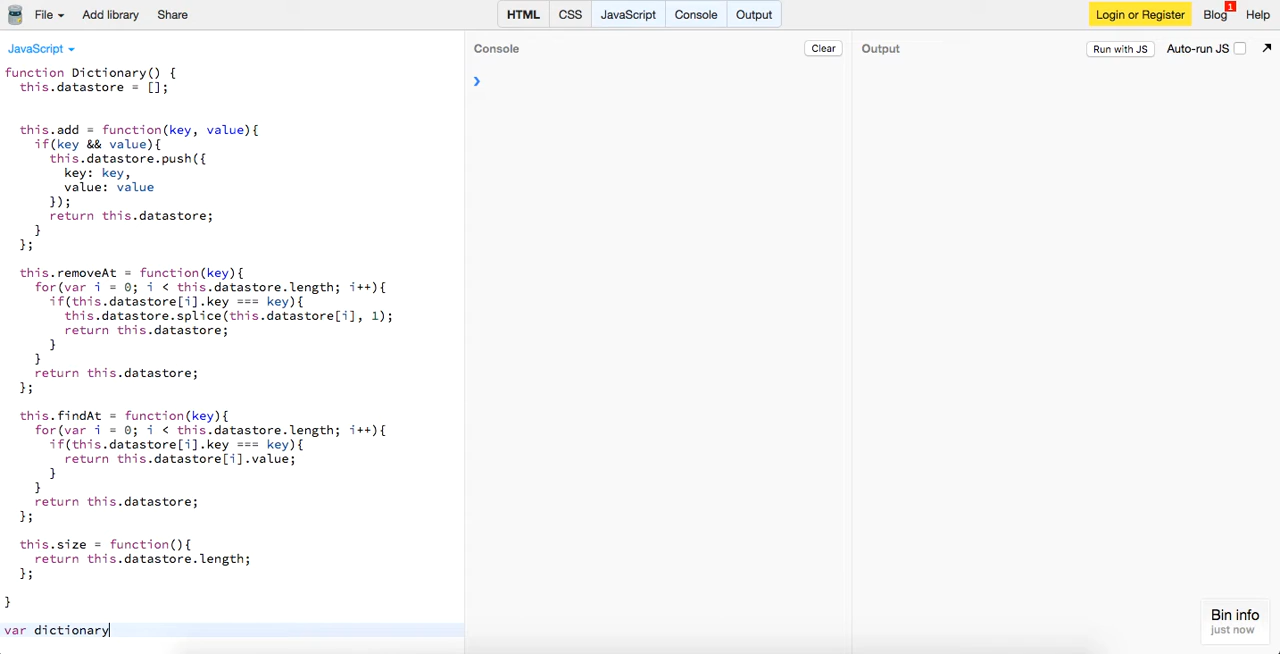 File Add library Share HTML CSS JavaScript Console Output Login or Register Blog 1 Help
JavaScript
function Dictionary() {
  this.datastore = [];
  this.add = function(key, value){
    if(key && value){
      this.datastore.push({
        key: key,
        value: value
      });
      return this.datastore;
    }
  };
  this.removeAt = function(key){
    for(var i = 0; i < this.datastore.length; i++){
      if(this.datastore[i].key === key){
        this.datastore.splice(this.datastore[i], 1);
        return this.datastore;
      }
    }
    return this.datastore;
  };
  this.findAt = function(key){
    for(var i = 0; i < this.datastore.length; i++){
      if(this.datastore[i].key === key){
        return this.datastore[i].value;
      }
    }
    return this.datastore;
  };
  this.size = function(){
    return this.datastore.length;
  };
}
var dictionary
Console Clear
Output Run with JS Auto-run JS
Bin info
just now